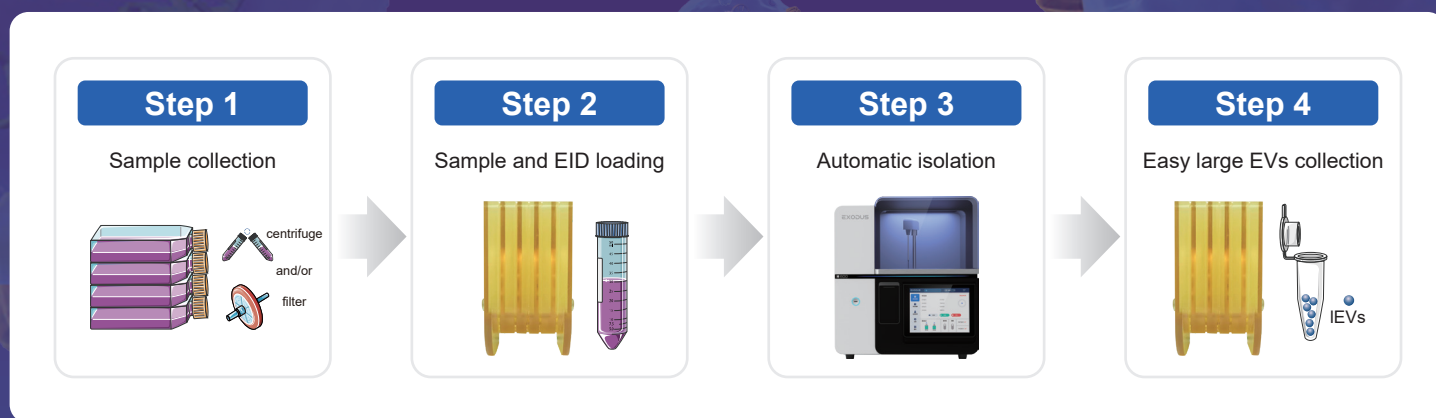 Step 1
Sample collection
centrifuge
and/or
filter
Step 2
Sample and EID loading
Step 3
Automatic isolation
EXODUS
Step 4
Easy large EVs collection
lEVs